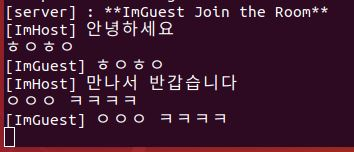 [server] : **ImGuest Join the Room**
[ImHost] 안녕하세요
ㅎㅇㅎㅇ
[ImGuest] ㅎㅇㅎㅇ
[ImHost] 만나서 반갑습니다
ㅇㅇㅇ ㅋㅋㅋㅋ
[ImGuest] ㅇㅇㅇ ㅋㅋㅋㅋ